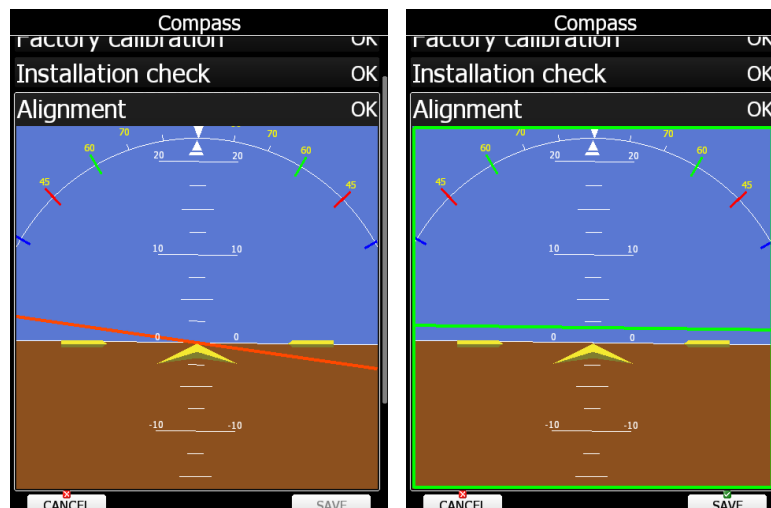 Compass
Factory calibration OK
Installation check OK
Alignment OK
70 70
60 60
45 45
20 20
10 10
0 0
-10 -10
CANCEL SAVE
Compass
Factory calibration OK
Installation check OK
Alignment OK
70 70
60 60
45 45
20 20
10 10
0 0
-10 -10
CANCEL SAVE